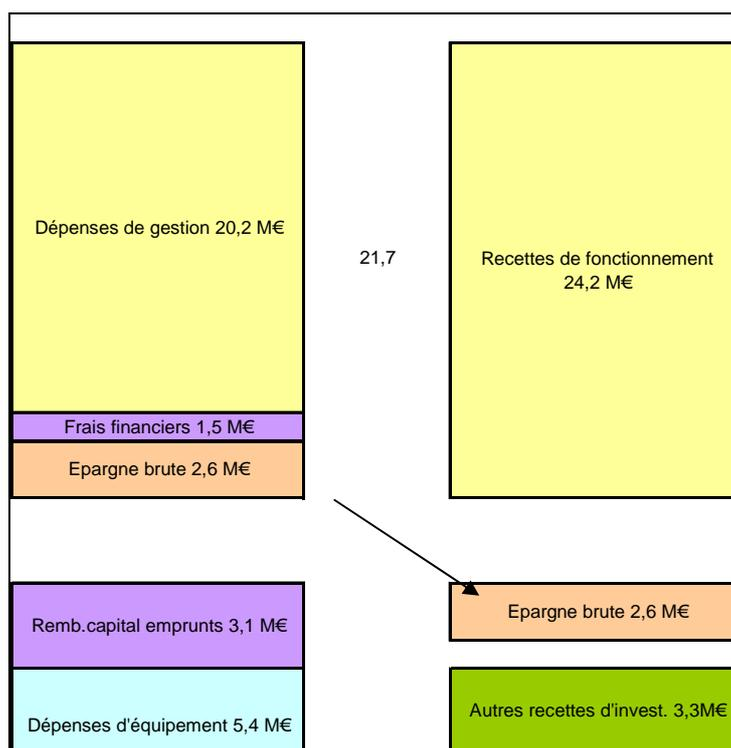 Dépenses de gestion 20,2 M€
21,7
Recettes de fonctionnement
24,2 M€
Frais financiers 1,5 M€
Epargne brute 2,6 M€
Remb.capital emprunts 3,1 M€
Epargne brute 2,6 M€
Dépenses d'équipement 5,4 M€
Autres recettes d'invest. 3,3M€